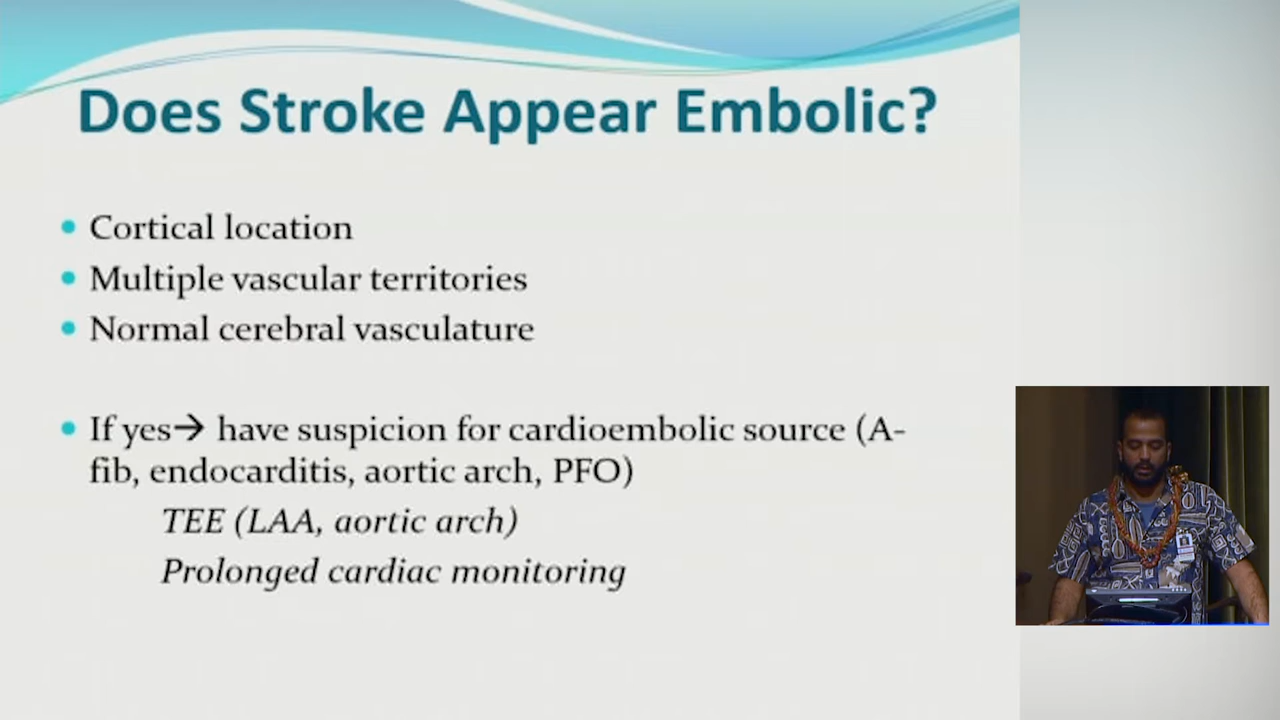 Does Stroke Appear Embolic?
Cortical location
Multiple vascular territories
Normal cerebral vasculature
If yes→ have suspicion for cardioembolic source (A-
fib, endocarditis, aortic arch, PFO)
TEE (LAA, aortic arch)
Prolonged cardiac monitoring